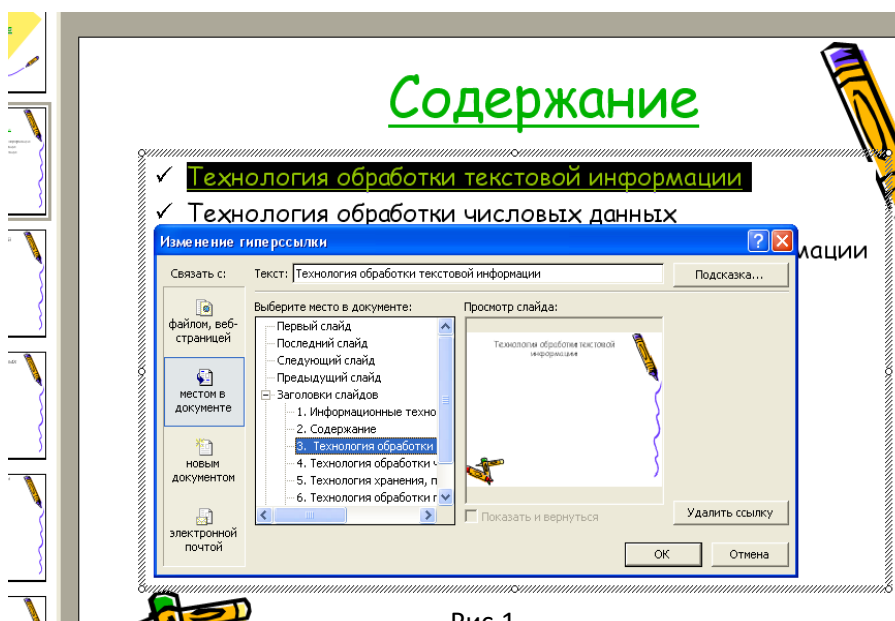 Содержание
Технология обработки текстовой информации
Технология обработки числовых данных
мации
Изменение гиперссылки
Связать с:
Текст: Технология обработки текстовой информации
Подсказка...
файлом, веб-
страницей
местом в
документе
новым
документом
электронной
почтой
Выберите место в документе:
Первый слайд
Последний слайд
Следующий слайд
Предыдущий слайд
Заголовки слайдов
1. Информационные техно
2. Содержание
3. Технология обработки
4. Технология обработки ч
5. Технология хранения, п
6. Технология обработки г
Просмотр слайда:
Технология обработки текстовой
информации
Показать и вернуться
Удалить ссылку
ОК
Отмена
Рис 1